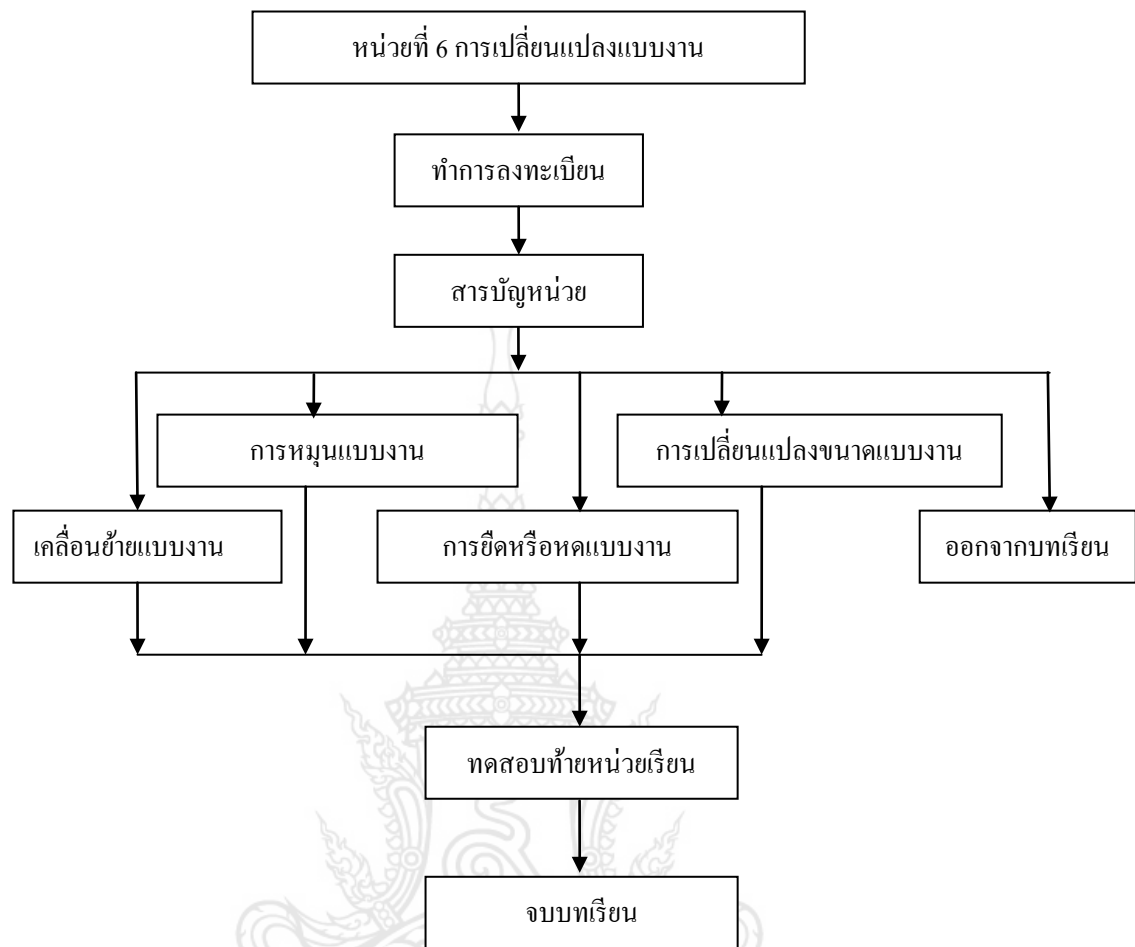 หน่วยที่ 6 การเปลี่ยนแปลงแบบงาน
ทำการลงทะเบียน
สารบัญหน่วย
การหมุนแบบงาน
การเปลี่ยนแปลงขนาดแบบงาน
เคลื่อนย้ายแบบงาน
การยืดหรือหดแบบงาน
ออกจากบทเรียน
ทดสอบท้ายหน่วยเรียน
จบบทเรียน